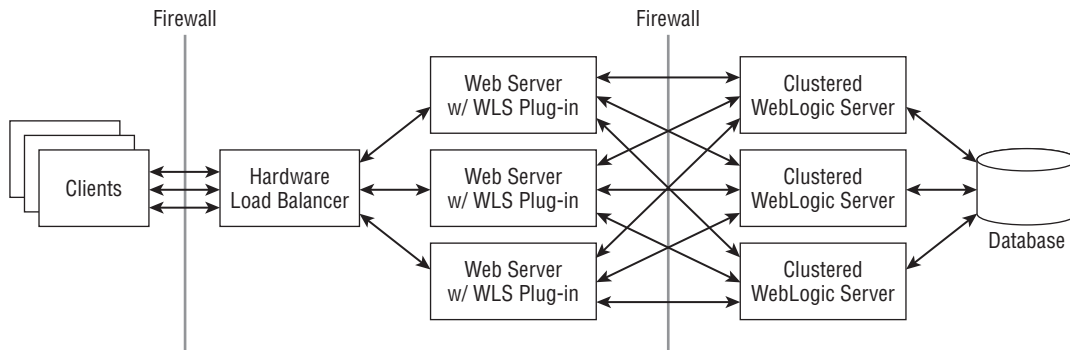 Firewall
Firewall
Clients
Hardware
Load Balancer
Web Server
w/ WLS Plug-in
Web Server
w/ WLS Plug-in
Web Server
w/ WLS Plug-in
Clustered
WebLogic Server
Clustered
WebLogic Server
Clustered
WebLogic Server
Database